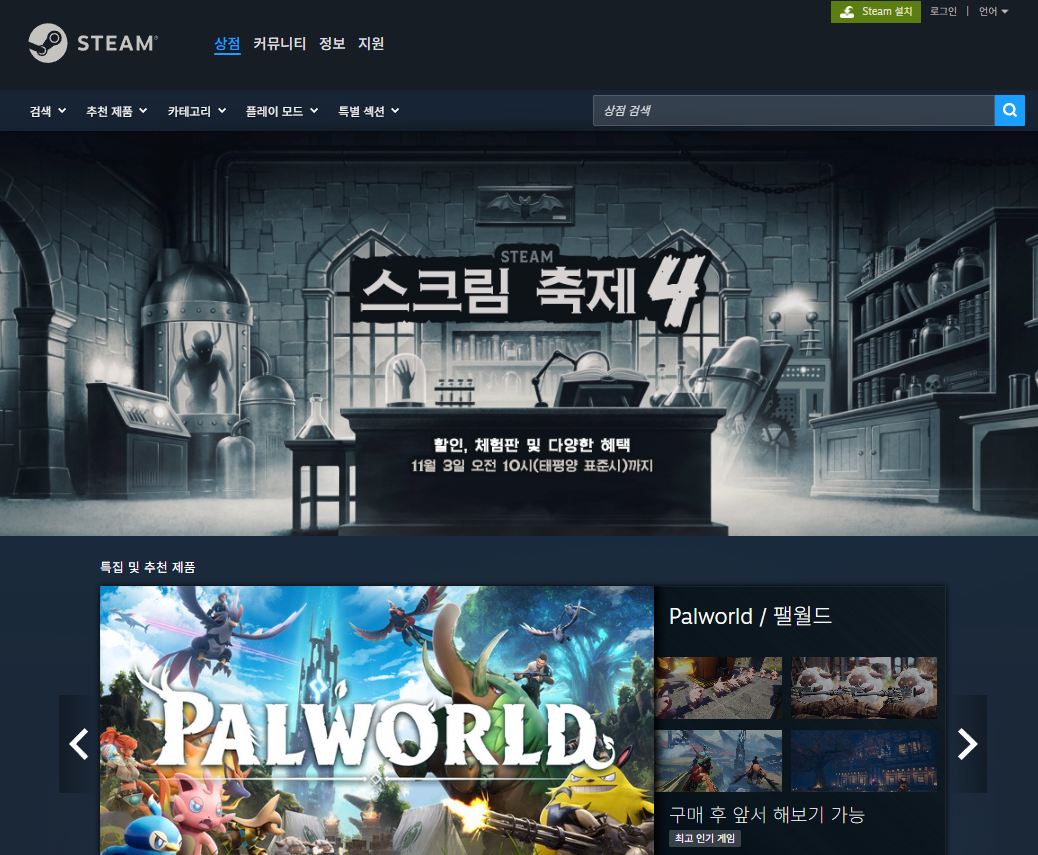 Steam 설치 로그인 | 언어
STEAM®
상점 커뮤니티 정보 지원
검색 추천 제품 카테고리 플레이 모드 특별 섹션
상점 검색
STEAM
스크림 축제 4
할인, 체험판 및 다양한 혜택
11월 3일 오전 10시(태평양 표준시)까지
특집 및 추천 제품
PALWORLD
Palworld / 팰월드
구매 후 앞서 해보기 가능
최고 인기 게임